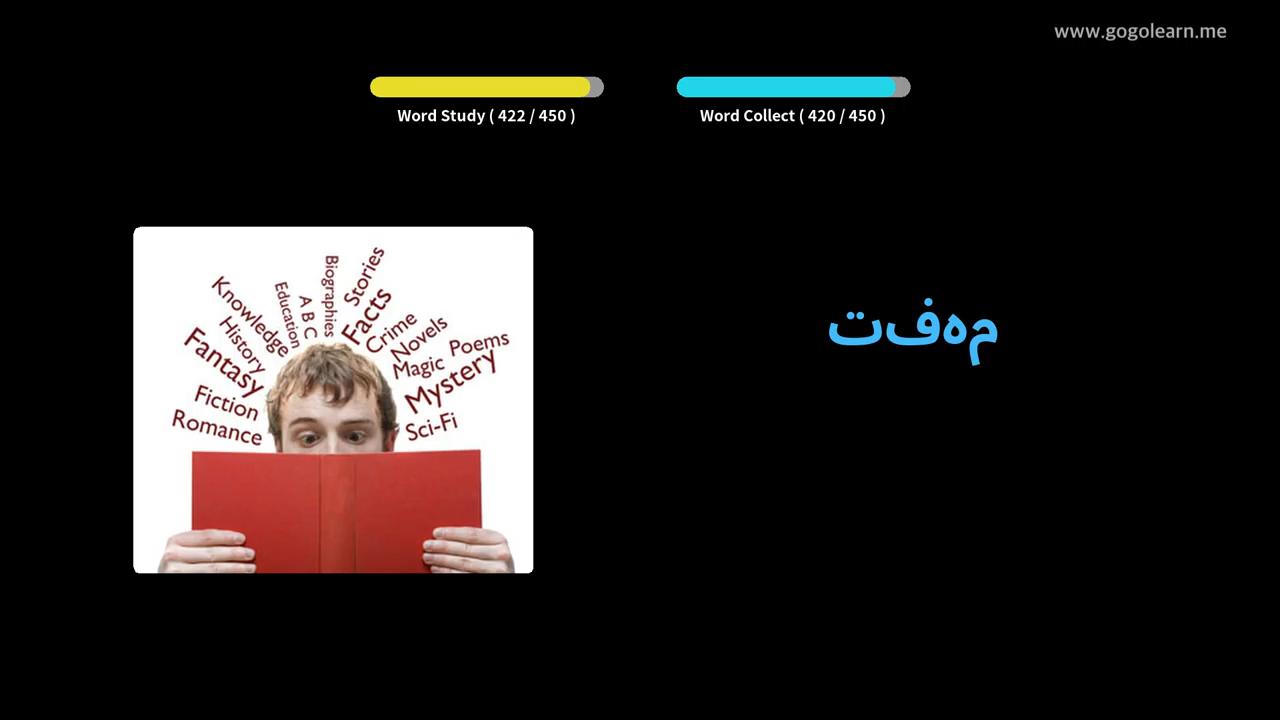 www.gogolearn.me
Word Study ( 422 / 450 )
Word Collect ( 420 / 450 )
Knowledge
Education
A B C
Biographies
Stories
Facts
Crime
Novels
Poems
History
Magic
Mystery
Fantasy
Fiction
Romance
Sci-Fi
مهفت